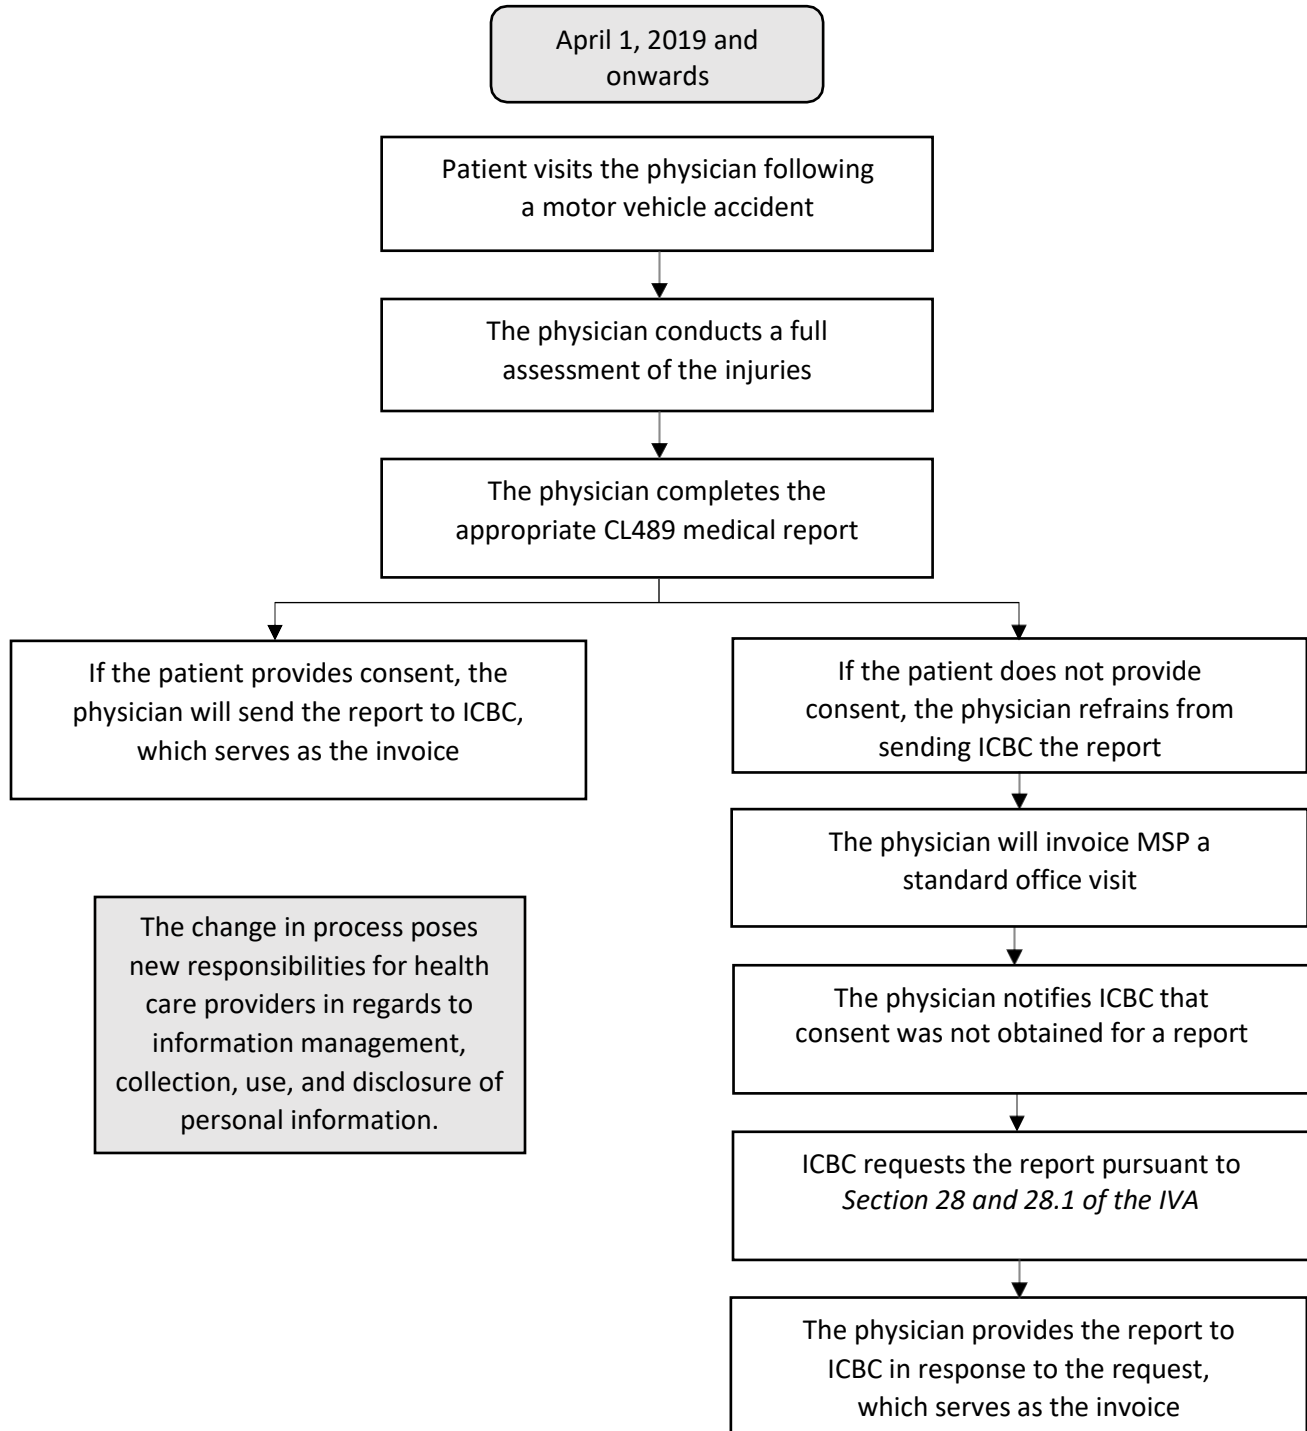 April 1, 2019 and
onwards
Patient visits the physician following
a motor vehicle accident
The physician conducts a full
assessment of the injuries
The physician completes the
appropriate CL489 medical report
If the patient provides consent, the
physician will send the report to ICBC,
which serves as the invoice
If the patient does not provide
consent, the physician refrains from
sending ICBC the report
The physician will invoice MSP a
standard office visit
The change in process poses
new responsibilities for health
care providers in regards to
information management,
collection, use, and disclosure of
personal information.
The physician notifies ICBC that
consent was not obtained for a report
ICBC requests the report pursuant to
Section 28 and 28.1 of the IVA
The physician provides the report to
ICBC in response to the request,
which serves as the invoice